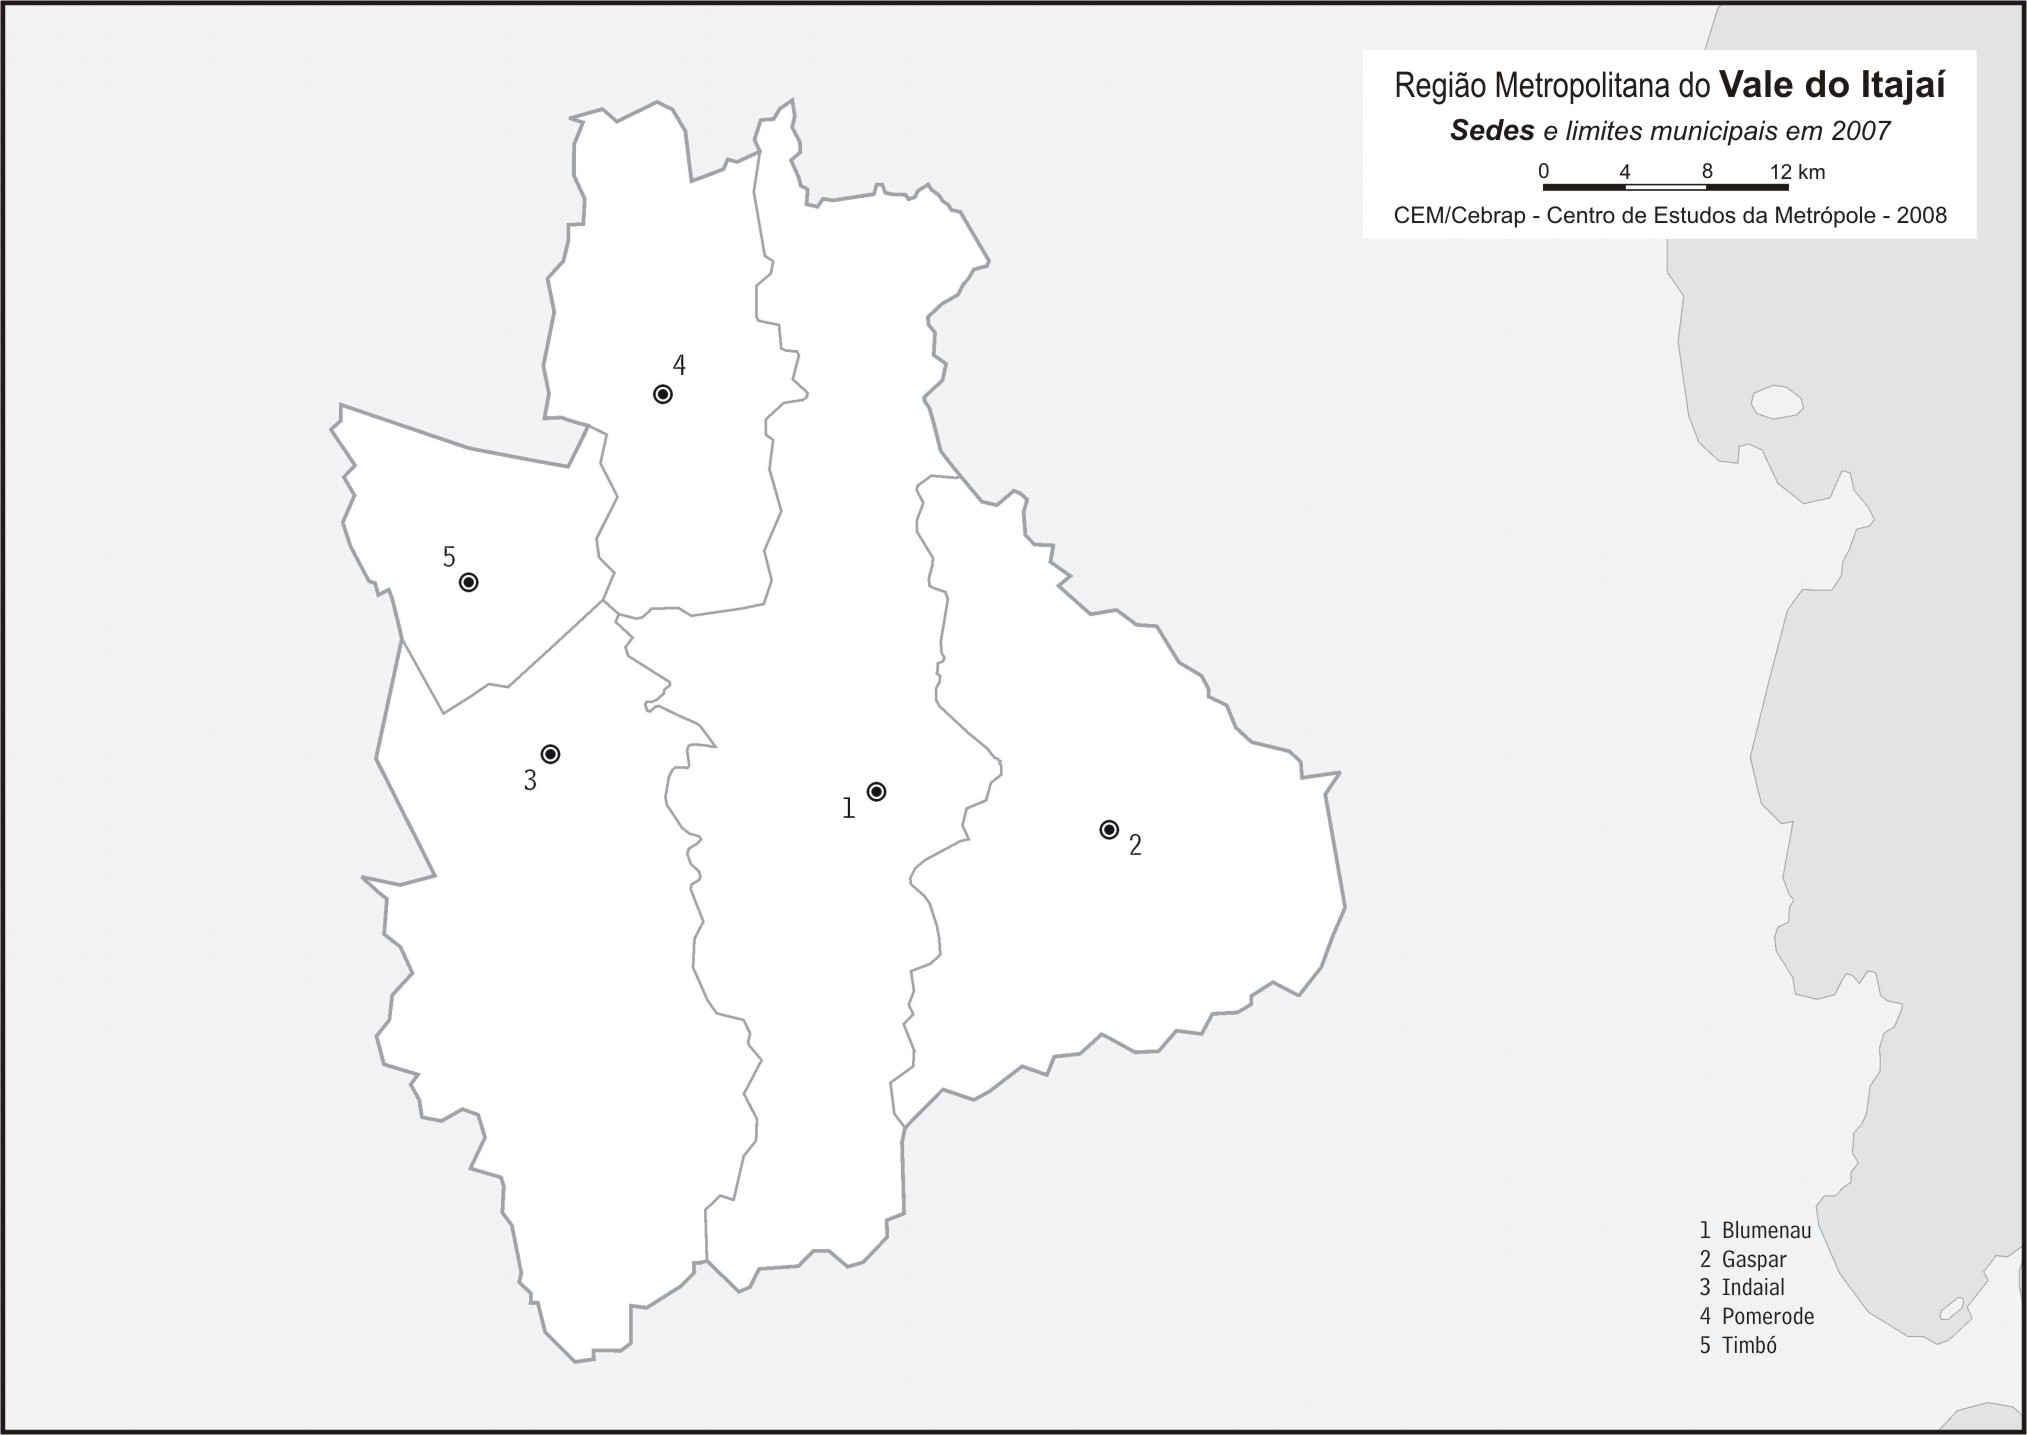 Região Metropolitana do Vale do Itajaí
Sedes e limites municipais em 2007
0 4 8 12 km
CEM/Cebrap - Centro de Estudos da Metrópole - 2008
4
5
3
1
2
1 Blumenau
2 Gaspar
3 Indaial
4 Pomerode
5 Timbó